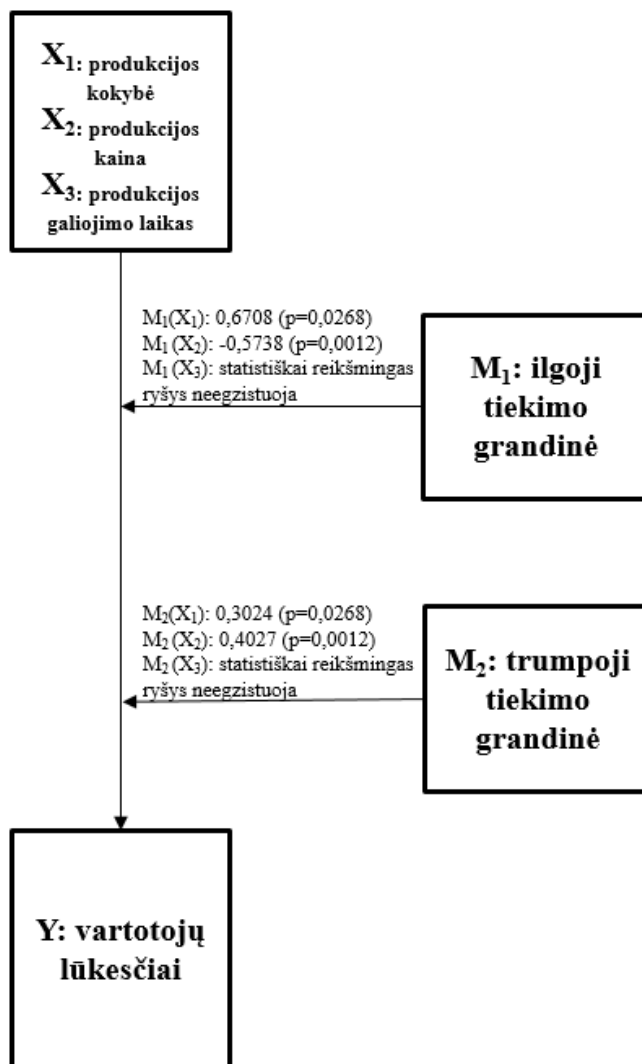 X₁: produkcijos
kokybė
X₂: produkcijos
kaina
X₃: produkcijos
galiojimo laikas
M₁(X₁): 0,6708 (p=0,0268)
M₁ (X₂): -0,5738 (p=0,0012)
M₁ (X₃): statistiškai reikšmingas
ryšys neegzistuoja
M₁: ilgoji
tiekimo
grandinė
M₂(X₁): 0,3024 (p=0,0268)
M₂ (X₂): 0,4027 (p=0,0012)
M₂ (X₃): statistiškai reikšmingas
ryšys neegzistuoja
M₂: trumpoji
tiekimo
grandinė
Y: vartotojų
lūkesčiai